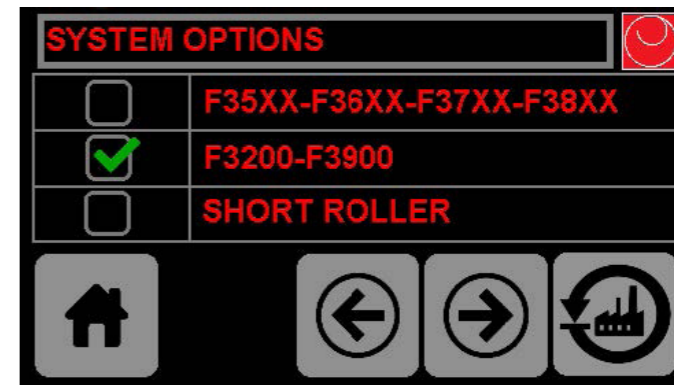 SYSTEM OPTIONS
F35XX-F36XX-F37XX-F38XX
F3200-F3900
SHORT ROLLER